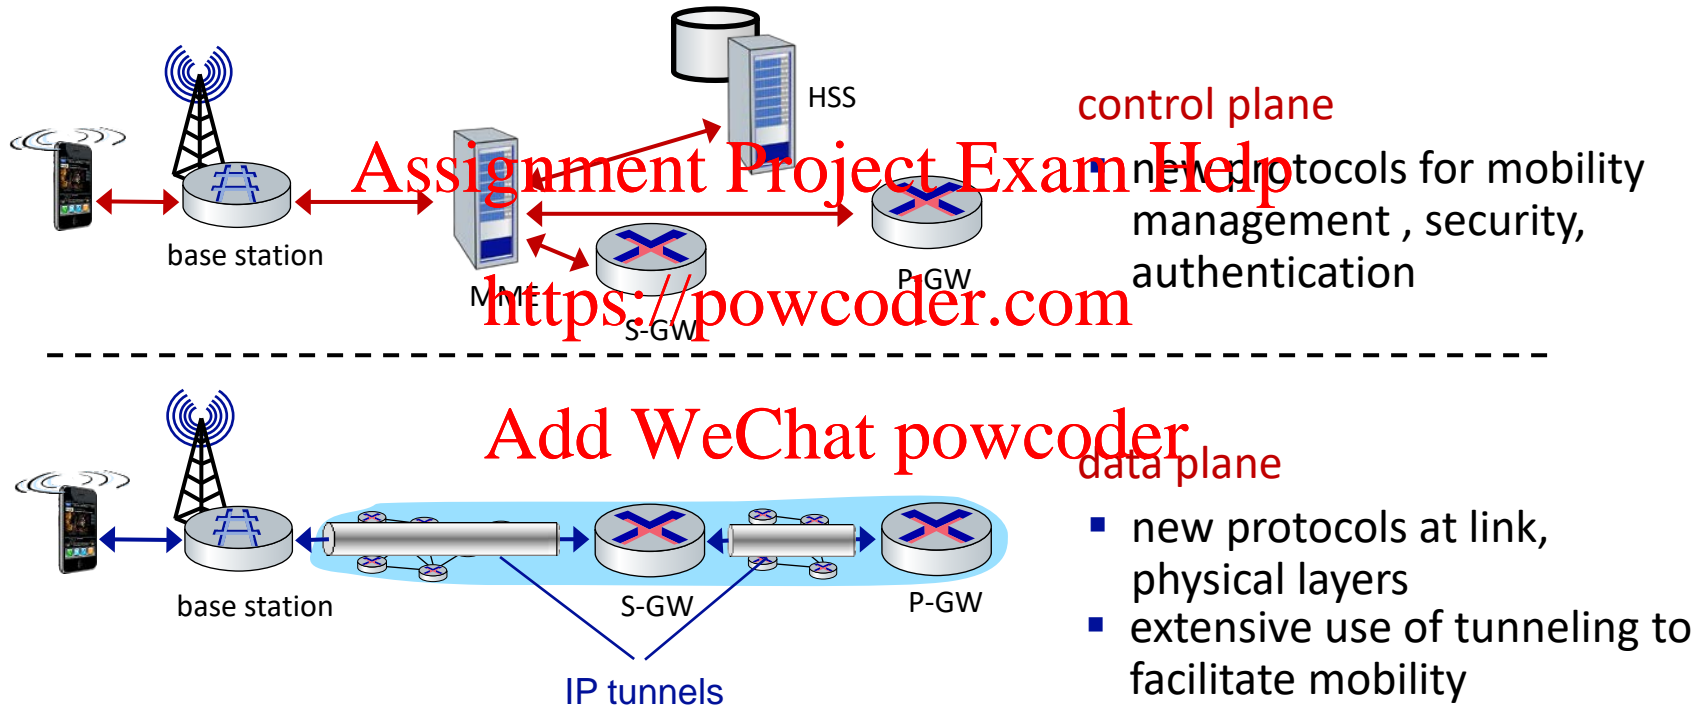 HSS
control plane
Assignment Project Exam Help
▪ new protocols for mobility
management , security,
authentication
base station
MME
P-GW
https://powcoder.com
S-GW
Add WeChat powcoder
data plane
▪ new protocols at link,
physical layers
base station
S-GW
P-GW
▪ extensive use of tunneling to
facilitate mobility
IP tunnels